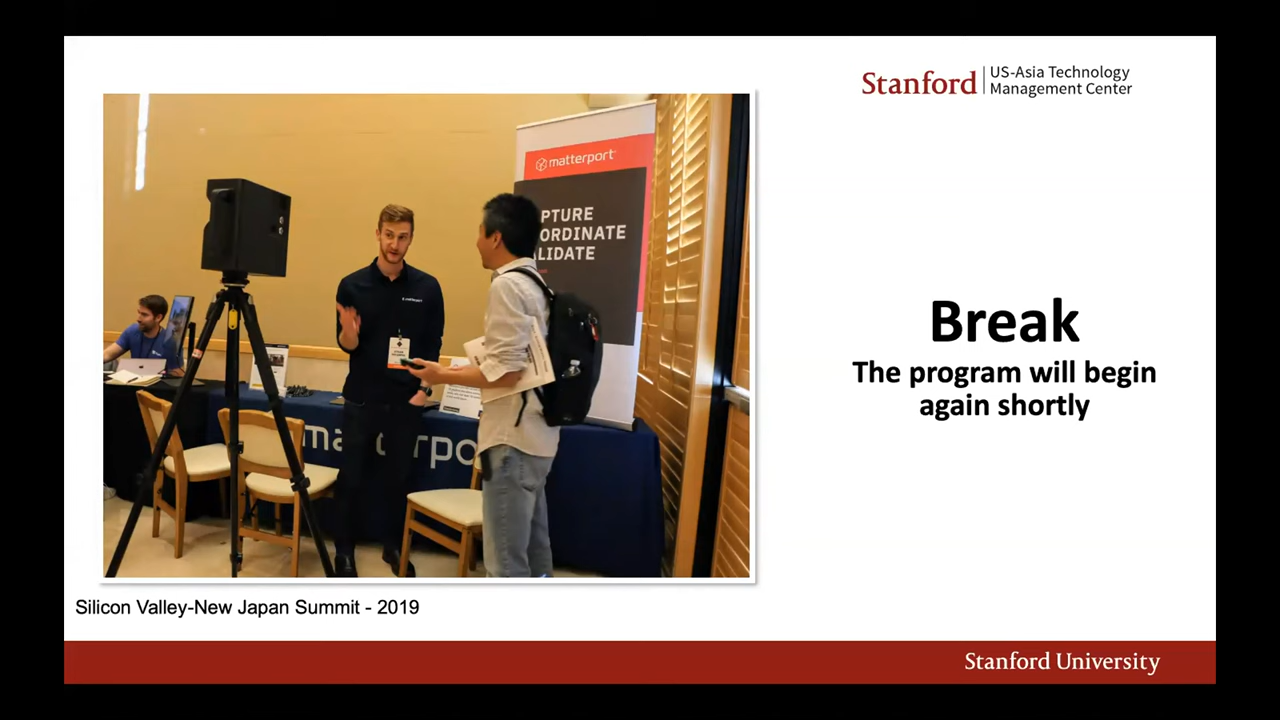 Stanford
US-Asia Technology
Management Center
matterport
PTURE
ORDINATE
LIDATE
Break
The program will begin
again shortly
Silicon Valley-New Japan Summit - 2019
Stanford University